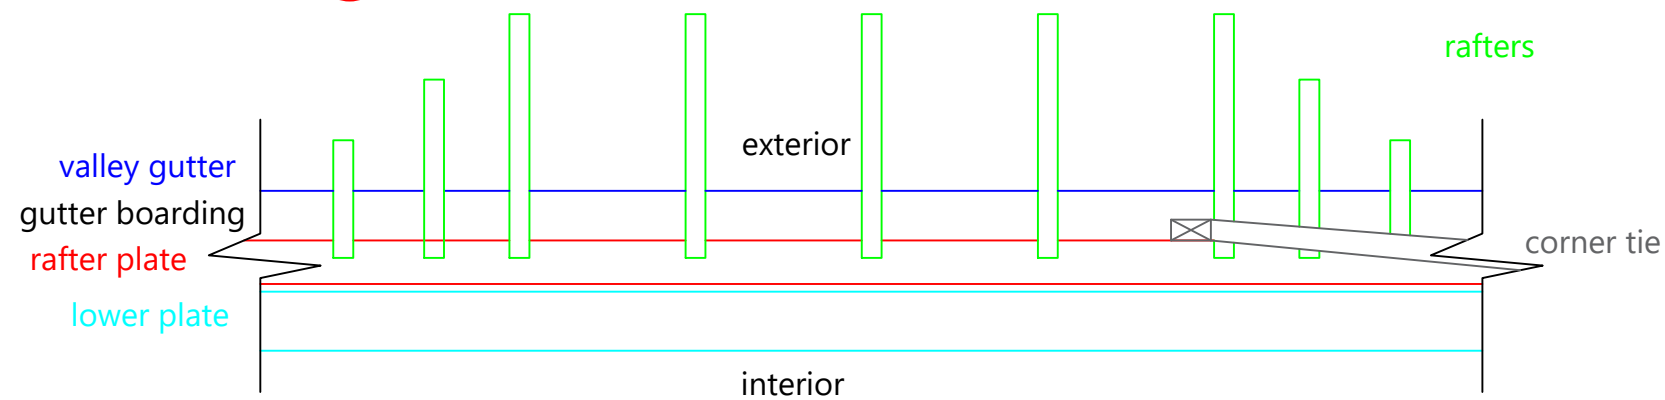 rafters
exterior
valley gutter
gutter boarding
rafter plate
corner tie
lower plate
interior